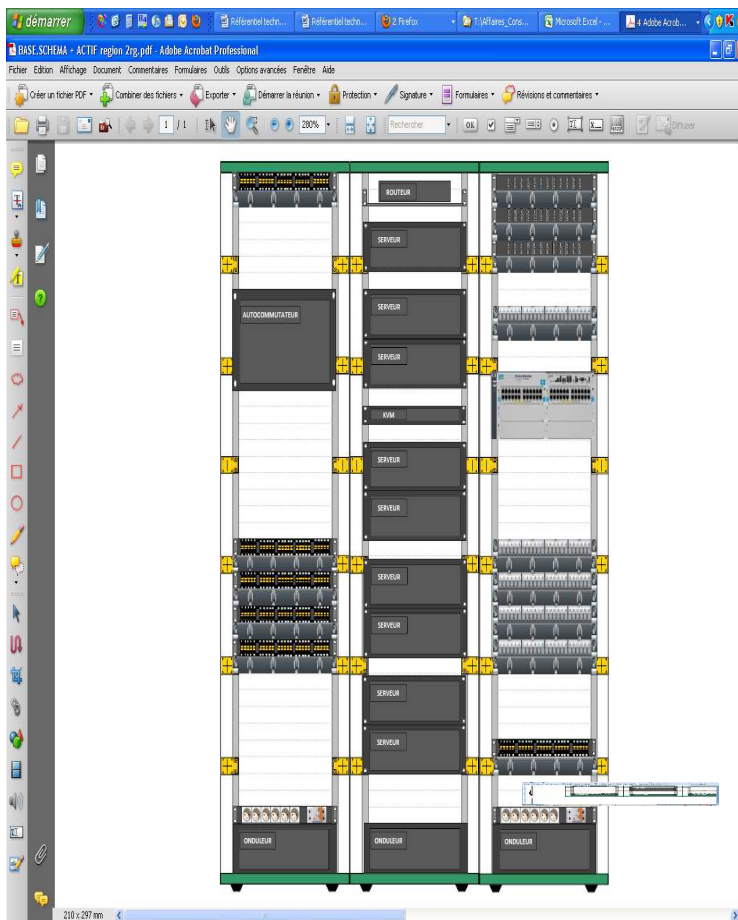 démarrer
Référentiel techn...
Référentiel techn...
2 Firefox
T:\Affaires_Cons...
Microsoft Excel - ...
4 Adobe Acrob...
BASE.SCHEMA + ACTIF region 2rg.pdf - Adobe Acrobat Professional
Fichier Edition Affichage Document Commentaires Formulaires Outils Options avancées Fenêtre Aide
Créer un fichier PDF
Combiner des fichiers
Exporter
Démarrer la réunion
Protection
Signature
Formulaires
Révisions et commentaires
1 / 1
280%
Rechercher
OK
Diffuser
ROUTEUR
SERVEUR
AUTOCOMMUTATEUR
SERVEUR
SERVEUR
KVM
SERVEUR
SERVEUR
SERVEUR
SERVEUR
SERVEUR
SERVEUR
ONDULEUR
ONDULEUR
ONDULEUR
210 x 297 mm